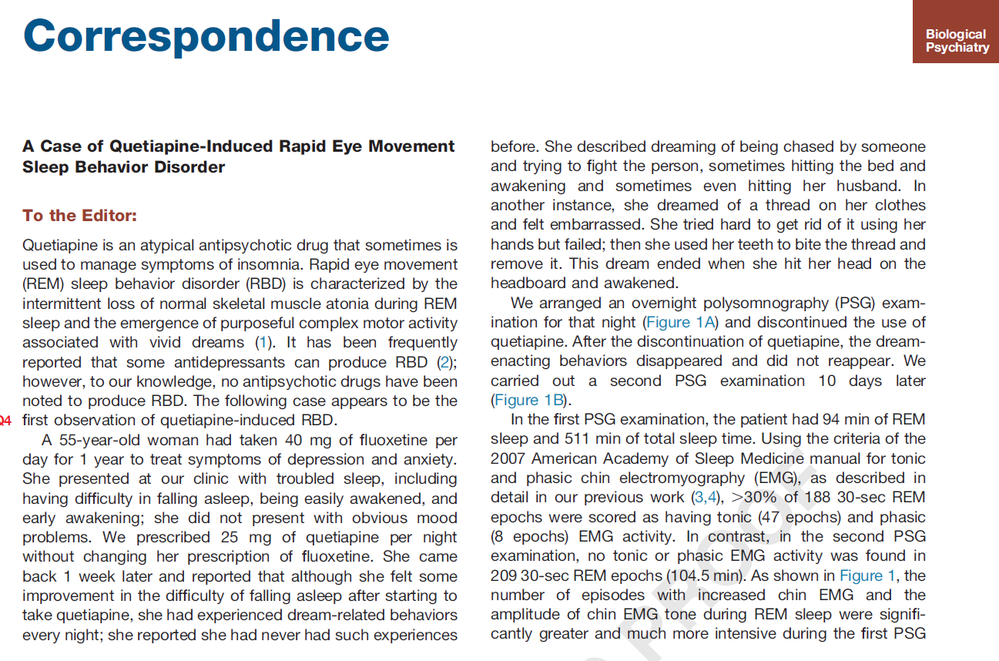 Correspondence
Biological
Psychiatry
A Case of Quetiapine-Induced Rapid Eye Movement
Sleep Behavior Disorder
To the Editor:
Quetiapine is an atypical antipsychotic drug that sometimes is
used to manage symptoms of insomnia. Rapid eye movement
(REM) sleep behavior disorder (RBD) is characterized by the
intermittent loss of normal skeletal muscle atonia during REM
sleep and the emergence of purposeful complex motor activity
associated with vivid dreams (1). It has been frequently
reported that some antidepressants can produce RBD (2);
however, to our knowledge, no antipsychotic drugs have been
noted to produce RBD. The following case appears to be the
Q4 first observation of quetiapine-induced RBD.
A 55-year-old woman had taken 40 mg of fluoxetine per
day for 1 year to treat symptoms of depression and anxiety.
She presented at our clinic with troubled sleep, including
having difficulty in falling asleep, being easily awakened, and
early awakening; she did not present with obvious mood
problems. We prescribed 25 mg of quetiapine per night
without changing her prescription of fluoxetine. She came
back 1 week later and reported that although she felt some
improvement in the difficulty of falling asleep after starting to
take quetiapine, she had experienced dream-related behaviors
every night; she reported she had never had such experiences
before. She described dreaming of being chased by someone
and trying to fight the person, sometimes hitting the bed and
awakening and sometimes even hitting her husband. In
another instance, she dreamed of a thread on her clothes
and felt embarrassed. She tried hard to get rid of it using her
hands but failed; then she used her teeth to bite the thread and
remove it. This dream ended when she hit her head on the
headboard and awakened.
We arranged an overnight polysomnography (PSG) exam-
ination for that night (Figure 1A) and discontinued the use of
quetiapine. After the discontinuation of quetiapine, the dream-
enacting behaviors disappeared and did not reappear. We
carried out a second PSG examination 10 days later
(Figure 1B).
In the first PSG examination, the patient had 94 min of REM
sleep and 511 min of total sleep time. Using the criteria of the
2007 American Academy of Sleep Medicine manual for tonic
and phasic chin electromyography (EMG), as described in
detail in our previous work (3,4), >30% of 188 30-sec REM
epochs were scored as having tonic (47 epochs) and phasic
(8 epochs) EMG activity. In contrast, in the second PSG
examination, no tonic or phasic EMG activity was found in
209 30-sec REM epochs (104.5 min). As shown in Figure 1, the
number of episodes with increased chin EMG and the
amplitude of chin EMG tone during REM sleep were signifi-
cantly greater and much more intensive during the first PSG
PROOF